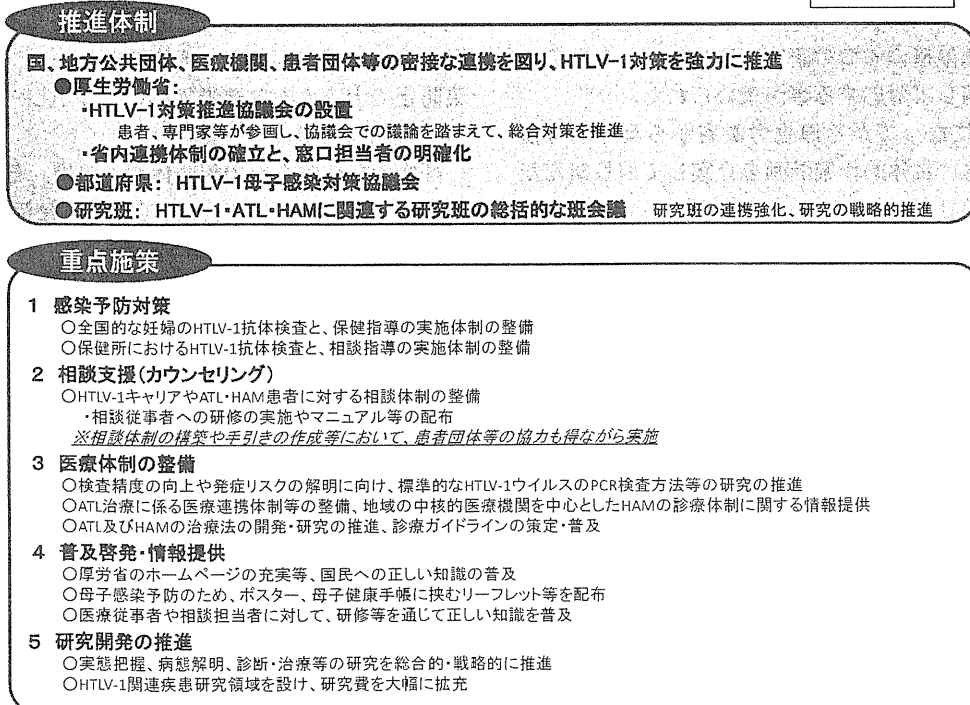 推進体制
国、地方公共団体、医療機関、患者団体等の密接な連携を図り、HTLV-1対策を強力に推進
●厚生労働省:
・HTLV-1対策推進協議会の設置
患者、専門家等が参画し、協議会での議論を踏まえて、総合対策を推進
・省内連携体制の確立と、窓口担当者の明確化
●都道府県: HTLV-1母子感染対策協議会
●研究班: HTLV-1・ATL・HAMに関連する研究班の総括的な班会議 研究班の連携強化、研究の戦略的推進
重点施策
1 感染予防対策
○全国的な妊婦のHTLV-1抗体検査と、保健指導の実施体制の整備
○保健所におけるHTLV-1抗体検査と、相談指導の実施体制の整備
2 相談支援(カウンセリング)
○HTLV-1キャリアやATL・HAM患者に対する相談体制の整備
・相談従事者への研修の実施やマニュアル等の配布
※相談体制の構築や手引きの作成等において、患者団体等の協力も得ながら実施
3 医療体制の整備
○検査精度の向上や発症リスクの解明に向け、標準的なHTLV-1ウイルスのPCR検査方法等の研究の推進
○ATL治療に係る医療連携体制等の整備、地域の中核的医療機関を中心としたHAMの診療体制に関する情報提供
○ATL及びHAMの治療法の開発・研究の推進、診療ガイドラインの策定・普及
4 普及啓発・情報提供
○厚労省のホームページの充実等、国民への正しい知識の普及
○母子感染予防のため、ポスター、母子健康手帳に挟むリーフレット等を配布
○医療従事者や相談担当者に対して、研修等を通じて正しい知識を普及
5 研究開発の推進
○実態把握、病態解明、診断・治療等の研究を総合的・戦略的に推進
○HTLV-1関連疾患研究領域を設け、研究費を大幅に拡充